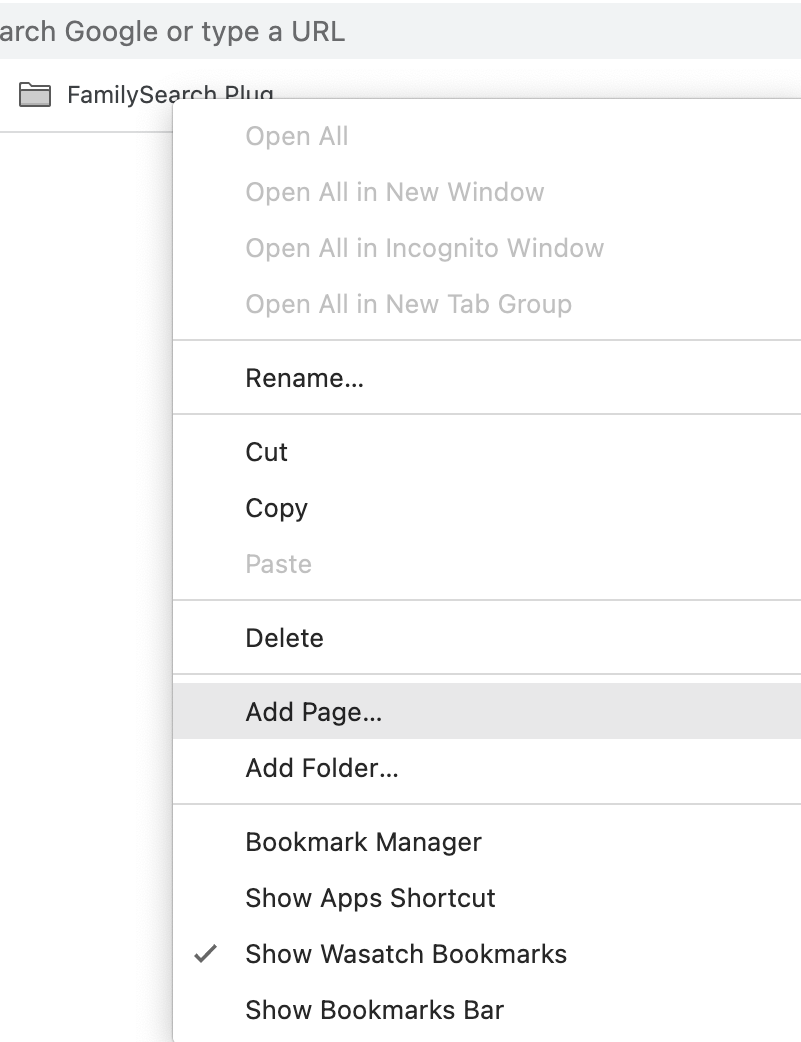 arch Google or type a URL
FamilySearch Plug
Open All
Open All in New Window
Open All in Incognito Window
Open All in New Tab Group
Rename...
Cut
Copy
Paste
Delete
Add Page...
Add Folder...
Bookmark Manager
Show Apps Shortcut
Show Wasatch Bookmarks
Show Bookmarks Bar